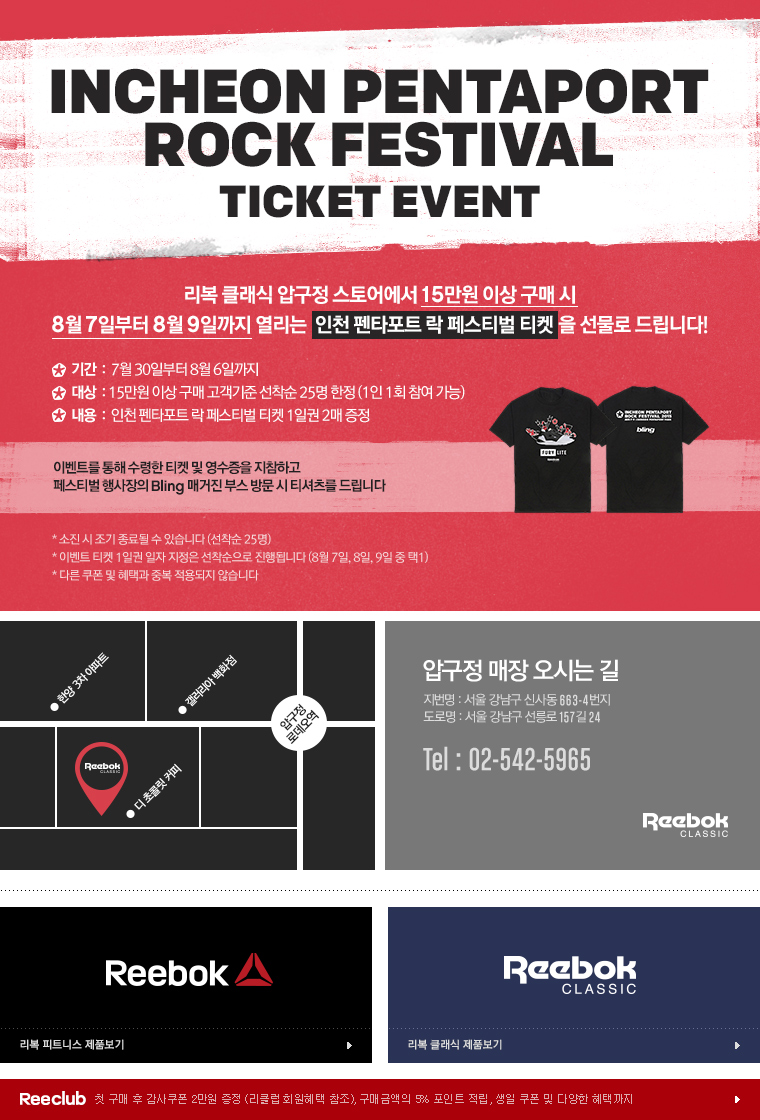 INCHEON PENTAPORT
ROCK FESTIVAL
TICKET EVENT
리복 클래식 압구정 스토어에서 15만원 이상 구매 시
8월 7일부터 8월 9일까지 열리는 인천 펜타포트 락 페스티벌 티켓 을 선물로 드립니다!
기간 : 7월 30일부터 8월 6일까지
대상 : 15만원 이상 구매 고객기준 선착순 25명 한정 (1인 1회 참여 가능)
내용 : 인천 펜타포트 락 페스티벌 티켓 1일권 2매 증정
FURY LITE
INCHEON PENTAPORT
ROCK FESTIVAL 2015
bling
이벤트를 통해 수령한 티켓 및 영수증을 지참하고
페스티벌 행사장의 Bling 매거진 부스 방문 시 티셔츠를 드립니다
* 소진 시 조기 종료될 수 있습니다 (선착순 25명)
* 이벤트 티켓 1일권 일자 지정은 선착순으로 진행됩니다 (8월 7일, 8일, 9일 중 택1)
* 다른 쿠폰 및 혜택과 중복 적용되지 않습니다
한양 3차 아파트
갤러리아 백화점
압구정
로데오역
Reebok
CLASSIC
디 초콜릿 커피
압구정 매장 오시는 길
지번명 : 서울 강남구 신사동 663-4번지
도로명 : 서울 강남구 선릉로 157길 24
Tel : 02-542-5965
Reebok
CLASSIC
Reebok
리복 피트니스 제품보기
Reebok
CLASSIC
리복 클래식 제품보기
Reeclub 첫 구매 후 감사쿠폰 2만원 증정 (리클럽 회원혜택 참조), 구매금액의 5% 포인트 적립, 생일 쿠폰 및 다양한 혜택까지